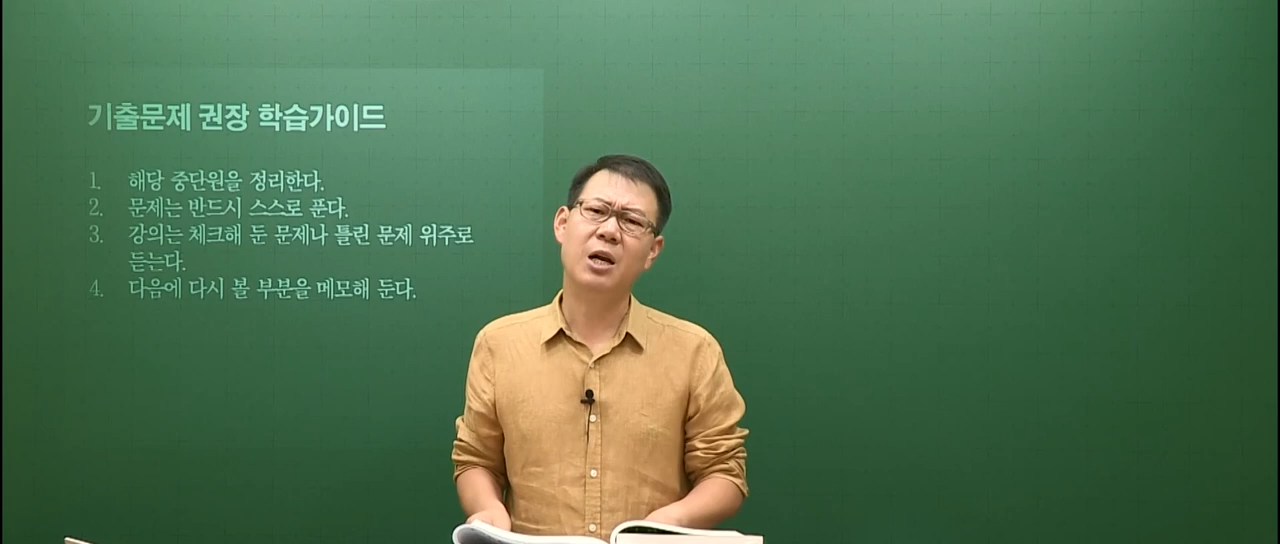 기출문제 권장 학습가이드
1. 해당 중단원을 정리한다.
2. 문제는 반드시 스스로 푼다.
3. 강의는 체크해 둔 문제나 틀린 문제 위주로
듣는다.
4. 다음에 다시 볼 부분을 메모해 둔다.